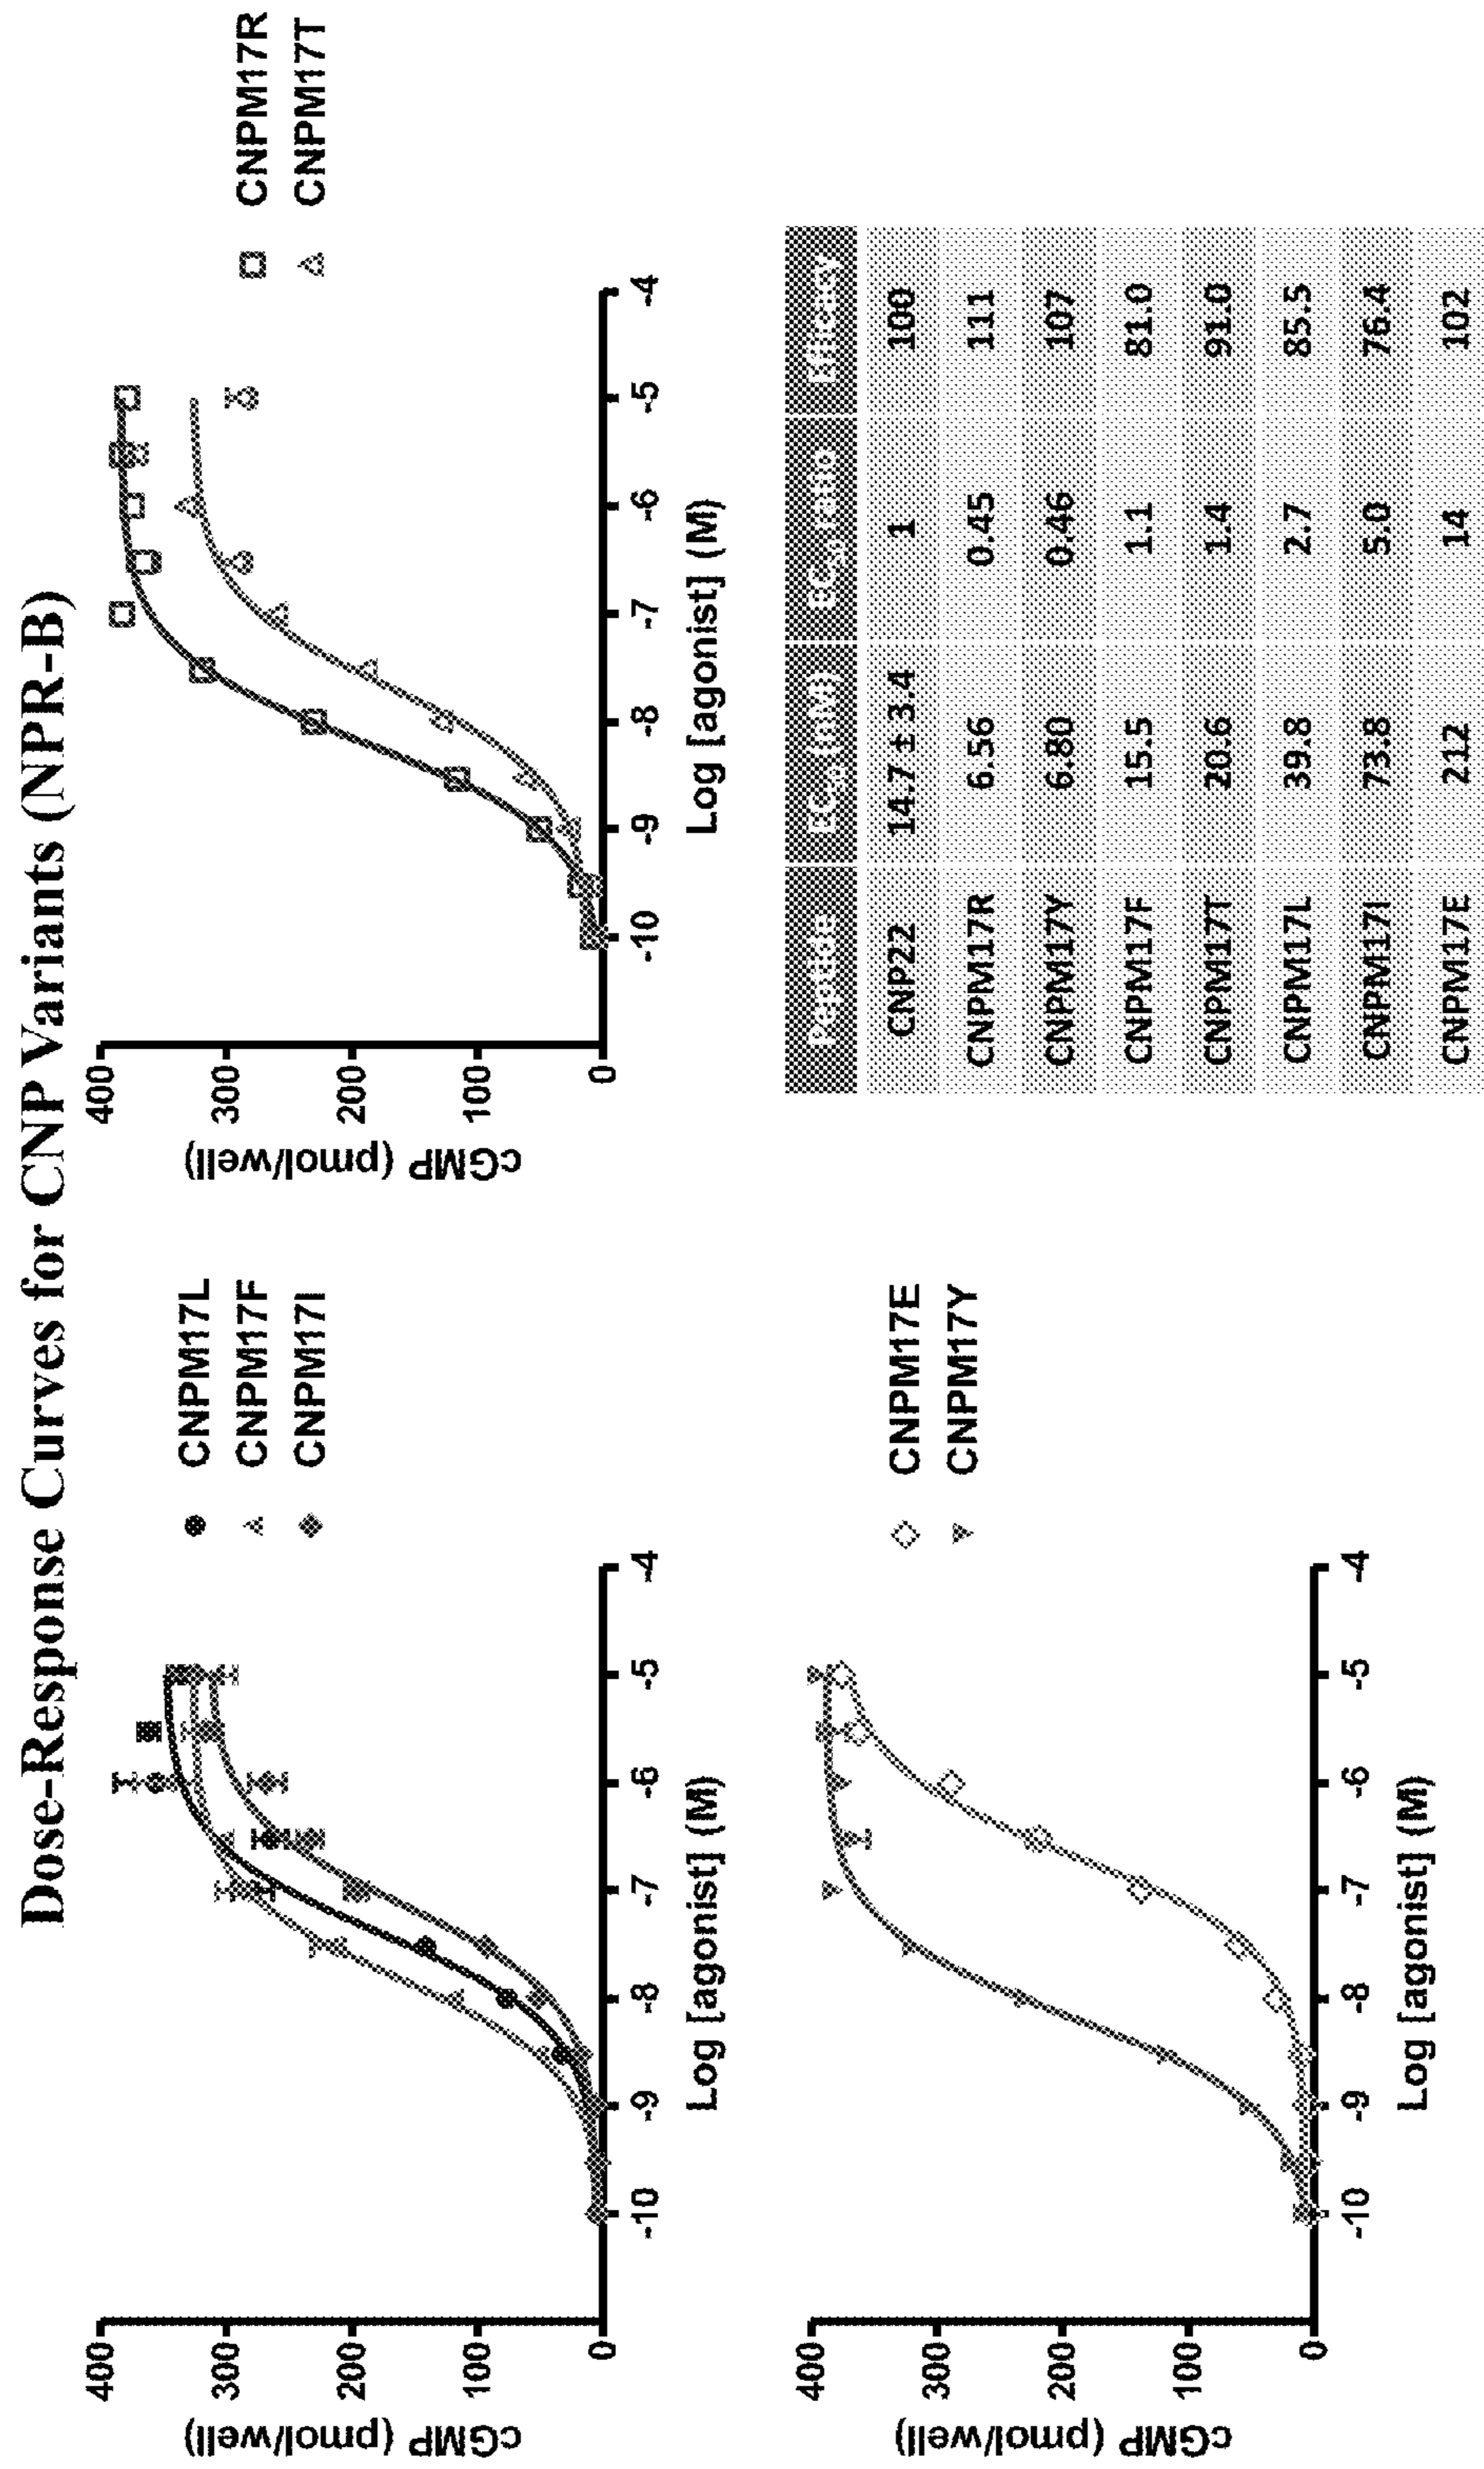 Dose-Response Curves for CNP Variants (NPR-B)
cGMP (pmol/well)
400
300
200
100
0
-10 -9 -8 -7 -6 -5 -4
Log [agonist] (M)
CNPM17L
CNPM17F
CNPM17I
cGMP (pmol/well)
400
300
200
100
0
-10 -9 -8 -7 -6 -5 -4
Log [agonist] (M)
CNPM17R
CNPM17T
cGMP (pmol/well)
400
300
200
100
0
-10 -9 -8 -7 -6 -5 -4
Log [agonist] (M)
CNPM17E
CNPM17Y
Peptide EC50 (nM) EC50 ratio Efficacy
CNP22 14.7 ± 3.4 1 100
CNPM17R 6.56 0.45 111
CNPM17Y 6.80 0.46 107
CNPM17F 15.5 1.1 81.0
CNPM17T 20.6 1.4 91.0
CNPM17L 39.8 2.7 85.5
CNPM17I 73.8 5.0 76.4
CNPM17E 212 14 102